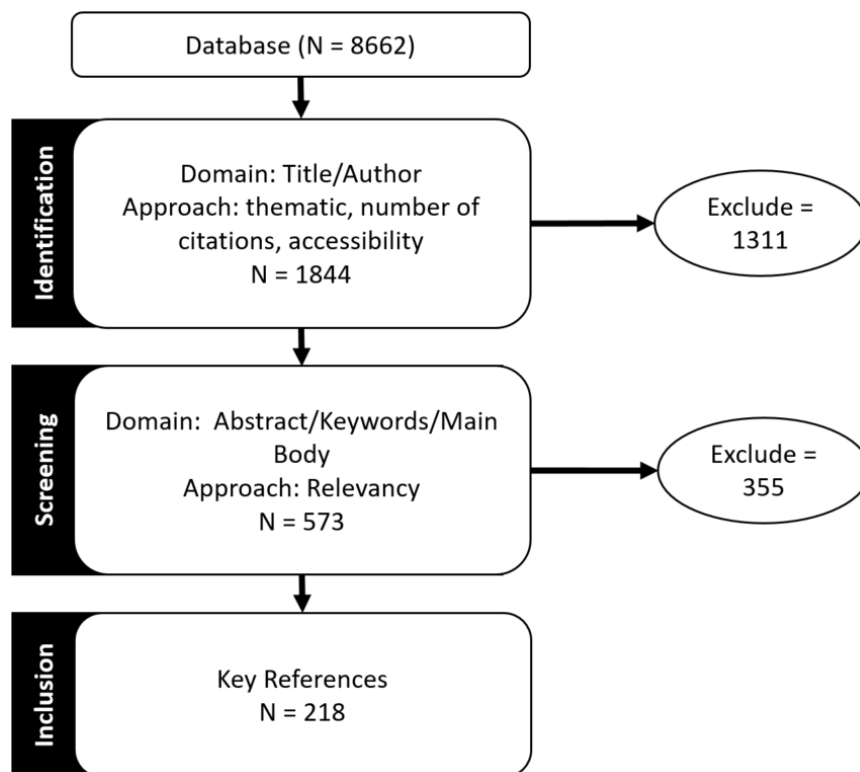 Database (N = 8662)
Identification
Domain: Title/Author
Approach: thematic, number of
citations, accessibility
N = 1844
Exclude =
1311
Screening
Domain:  Abstract/Keywords/Main
Body
Approach: Relevancy
N = 573
Exclude =
355
Inclusion
Key References
N = 218